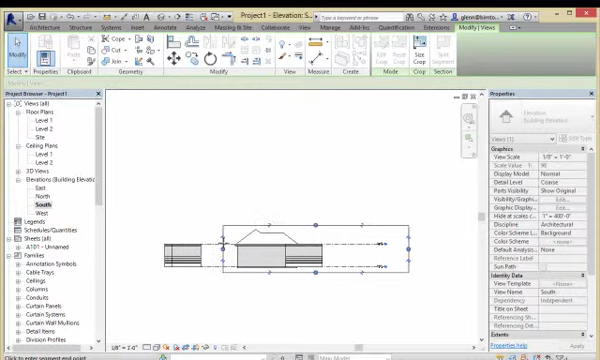 Project1 - Elevation: S...
Type a keyword or phrase
glenn@simto...
Architecture Structure Systems Insert Annotate Analyze Massing & Site Collaborate View Manage Add-Ins Quantification Extensions Modify | Views
Modify
Paste
Cope
Cut
Join
Size
Crop
Select Properties Clipboard Geometry Modify View Measure Create Mode Crop Section
Modify | Views
Project Browser - Project1
Views (all)
Floor Plans
Level 1
Level 2
Site
Ceiling Plans
Level 1
Level 2
3D Views
Elevations (Building Elevation)
East
North
South
West
Legends
Schedules/Quantities
Sheets (all)
A101 - Unnamed
Families
Annotation Symbols
Cable Trays
Ceilings
Columns
Conduits
Curtain Panels
Curtain Systems
Curtain Wall Mullions
Detail Items
Division Profiles
Properties
Elevation
Building Elevation
Views (1)
Edit Type
Graphics
View Scale 1/8" = 1'-0"
Scale Value 1: 96
Display Model Normal
Detail Level Coarse
Parts Visibility Show Original
Visibility/Grap... Edit...
Graphic Display... Edit...
Hide at scales c... 1" = 400'-0"
Discipline Architectural
Color Scheme L... Background
Color Scheme <none>
Default Analysis... None
Sun Path
Identity Data
View Template <None>
View Name South
Dependency Independent
Title on Sheet
Referencing Sh...
Referencing De...
Extents
Properties help
Apply
1/8" = 1'-0"
Click to enter segment end point
Main Model